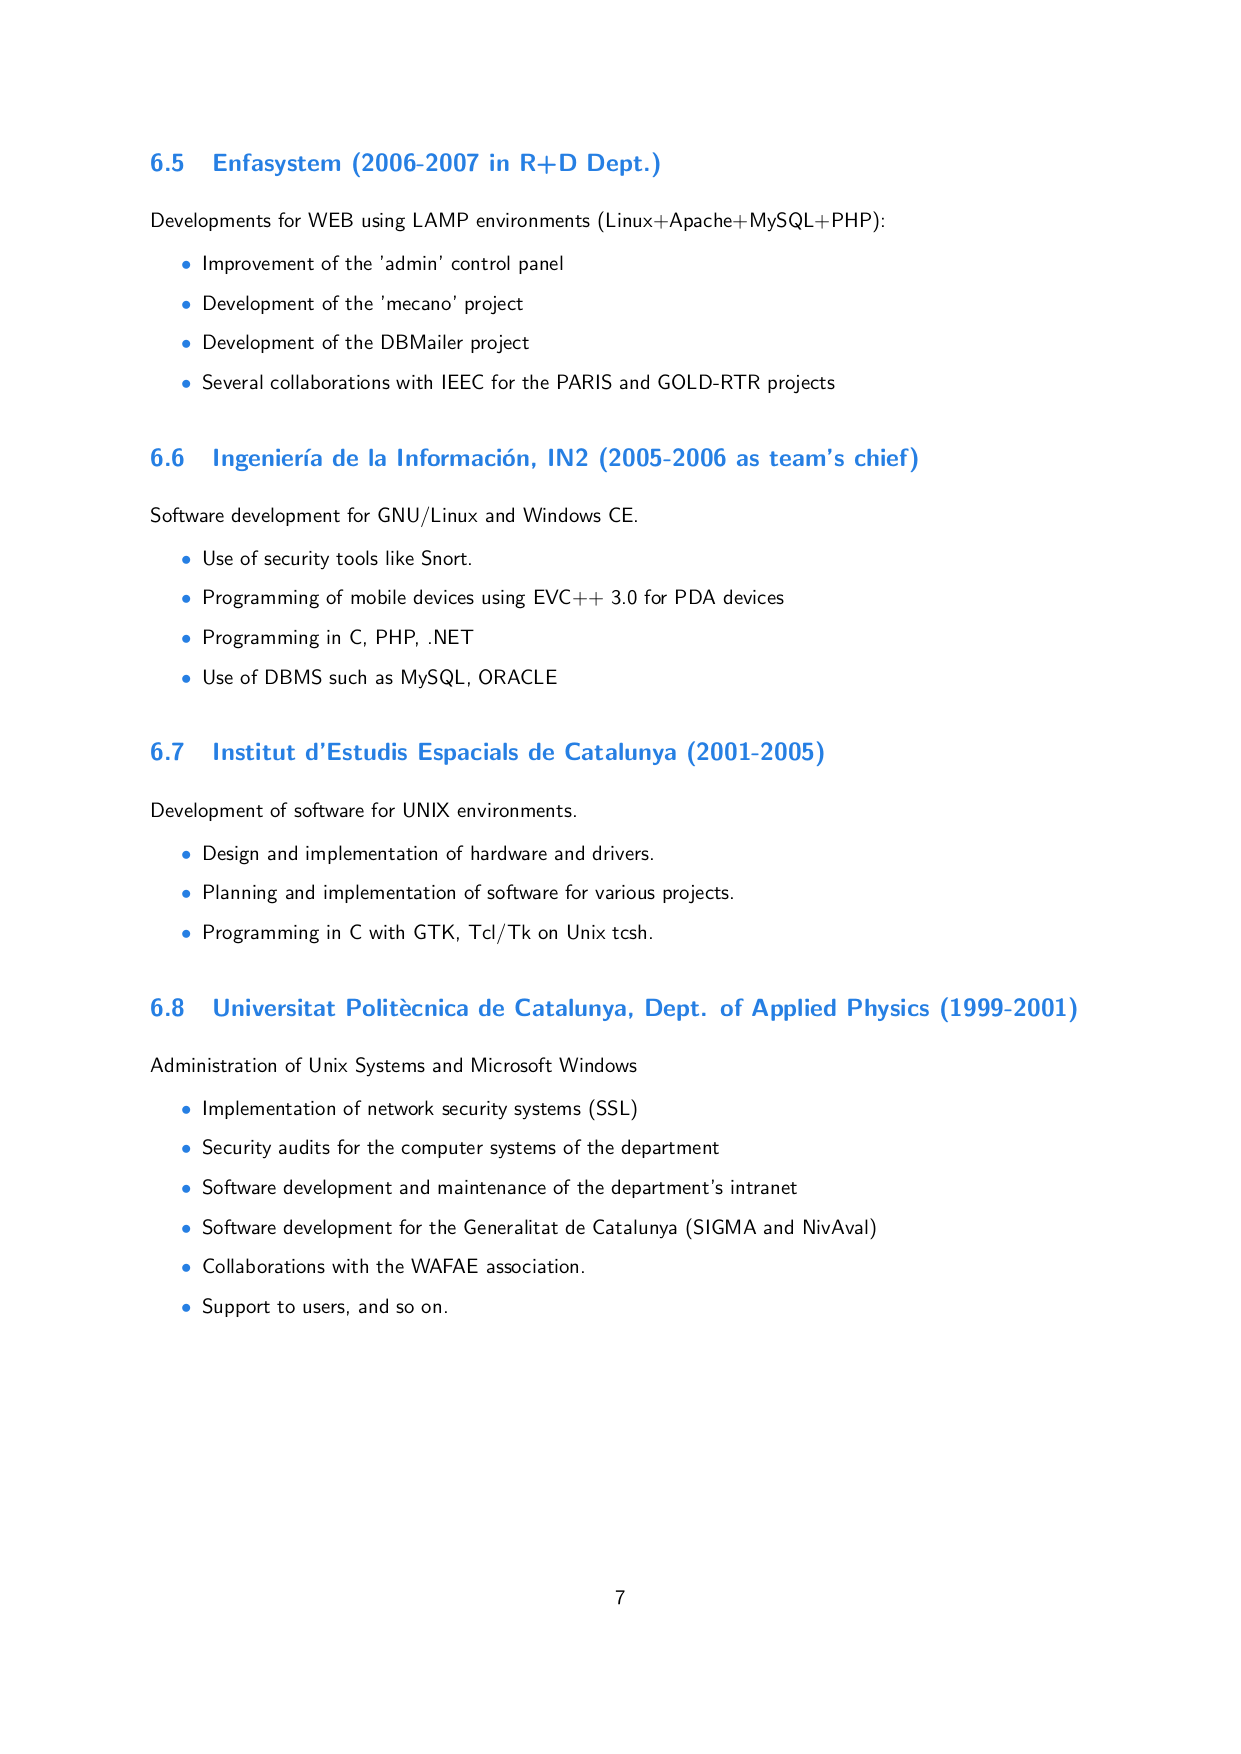 6.5 Enfasystem (2006-2007 in R+D Dept.)
Developments for WEB using LAMP environments (Linux+Apache+MySQL+PHP):
• Improvement of the 'admin' control panel
• Development of the 'mecano' project
• Development of the DBMailer project
• Several collaborations with IEEC for the PARIS and GOLD-RTR projects
6.6 Ingeniería de la Información, IN2 (2005-2006 as team's chief)
Software development for GNU/Linux and Windows CE.
• Use of security tools like Snort.
• Programming of mobile devices using EVC++ 3.0 for PDA devices
• Programming in C, PHP, .NET
• Use of DBMS such as MySQL, ORACLE
6.7 Institut d'Estudis Espacials de Catalunya (2001-2005)
Development of software for UNIX environments.
• Design and implementation of hardware and drivers.
• Planning and implementation of software for various projects.
• Programming in C with GTK, Tcl/Tk on Unix tcsh.
6.8 Universitat Politècnica de Catalunya, Dept. of Applied Physics (1999-2001)
Administration of Unix Systems and Microsoft Windows
• Implementation of network security systems (SSL)
• Security audits for the computer systems of the department
• Software development and maintenance of the department's intranet
• Software development for the Generalitat de Catalunya (SIGMA and NivAval)
• Collaborations with the WAFAE association.
• Support to users, and so on.
7